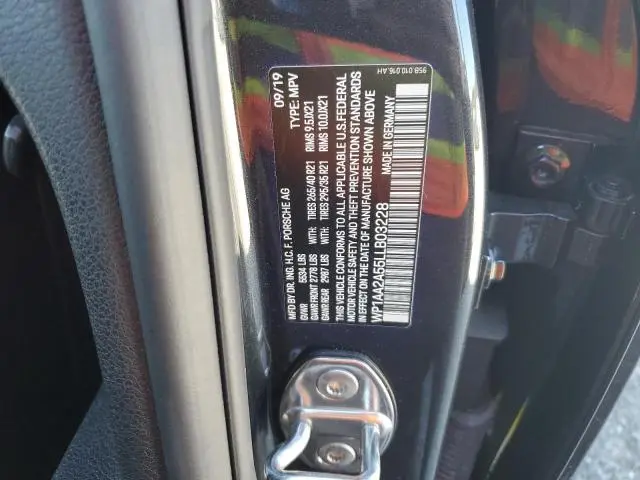 09/19
95B.010.016.AH
TYPE: MPV
MFD BY DR. ING. H.C. F. PORSCHE AG
GVWR 5534 LBS
GAWR FRONT 2778 LBS WITH: TIRES 265/40 R21 RIMS 9.5JX21
GAWR REAR 2987 LBS WITH: TIRES 295/35 R21 RIMS 10.0JX21
THIS VEHICLE CONFORMS TO ALL APPLICABLE U.S.FEDERAL
MOTOR VEHICLE SAFETY AND THEFT PREVENTION STANDARDS
IN EFFECT ON THE DATE OF MANUFACTURE SHOWN ABOVE
MADE IN GERMANY
WP1AA2A55LLB03228